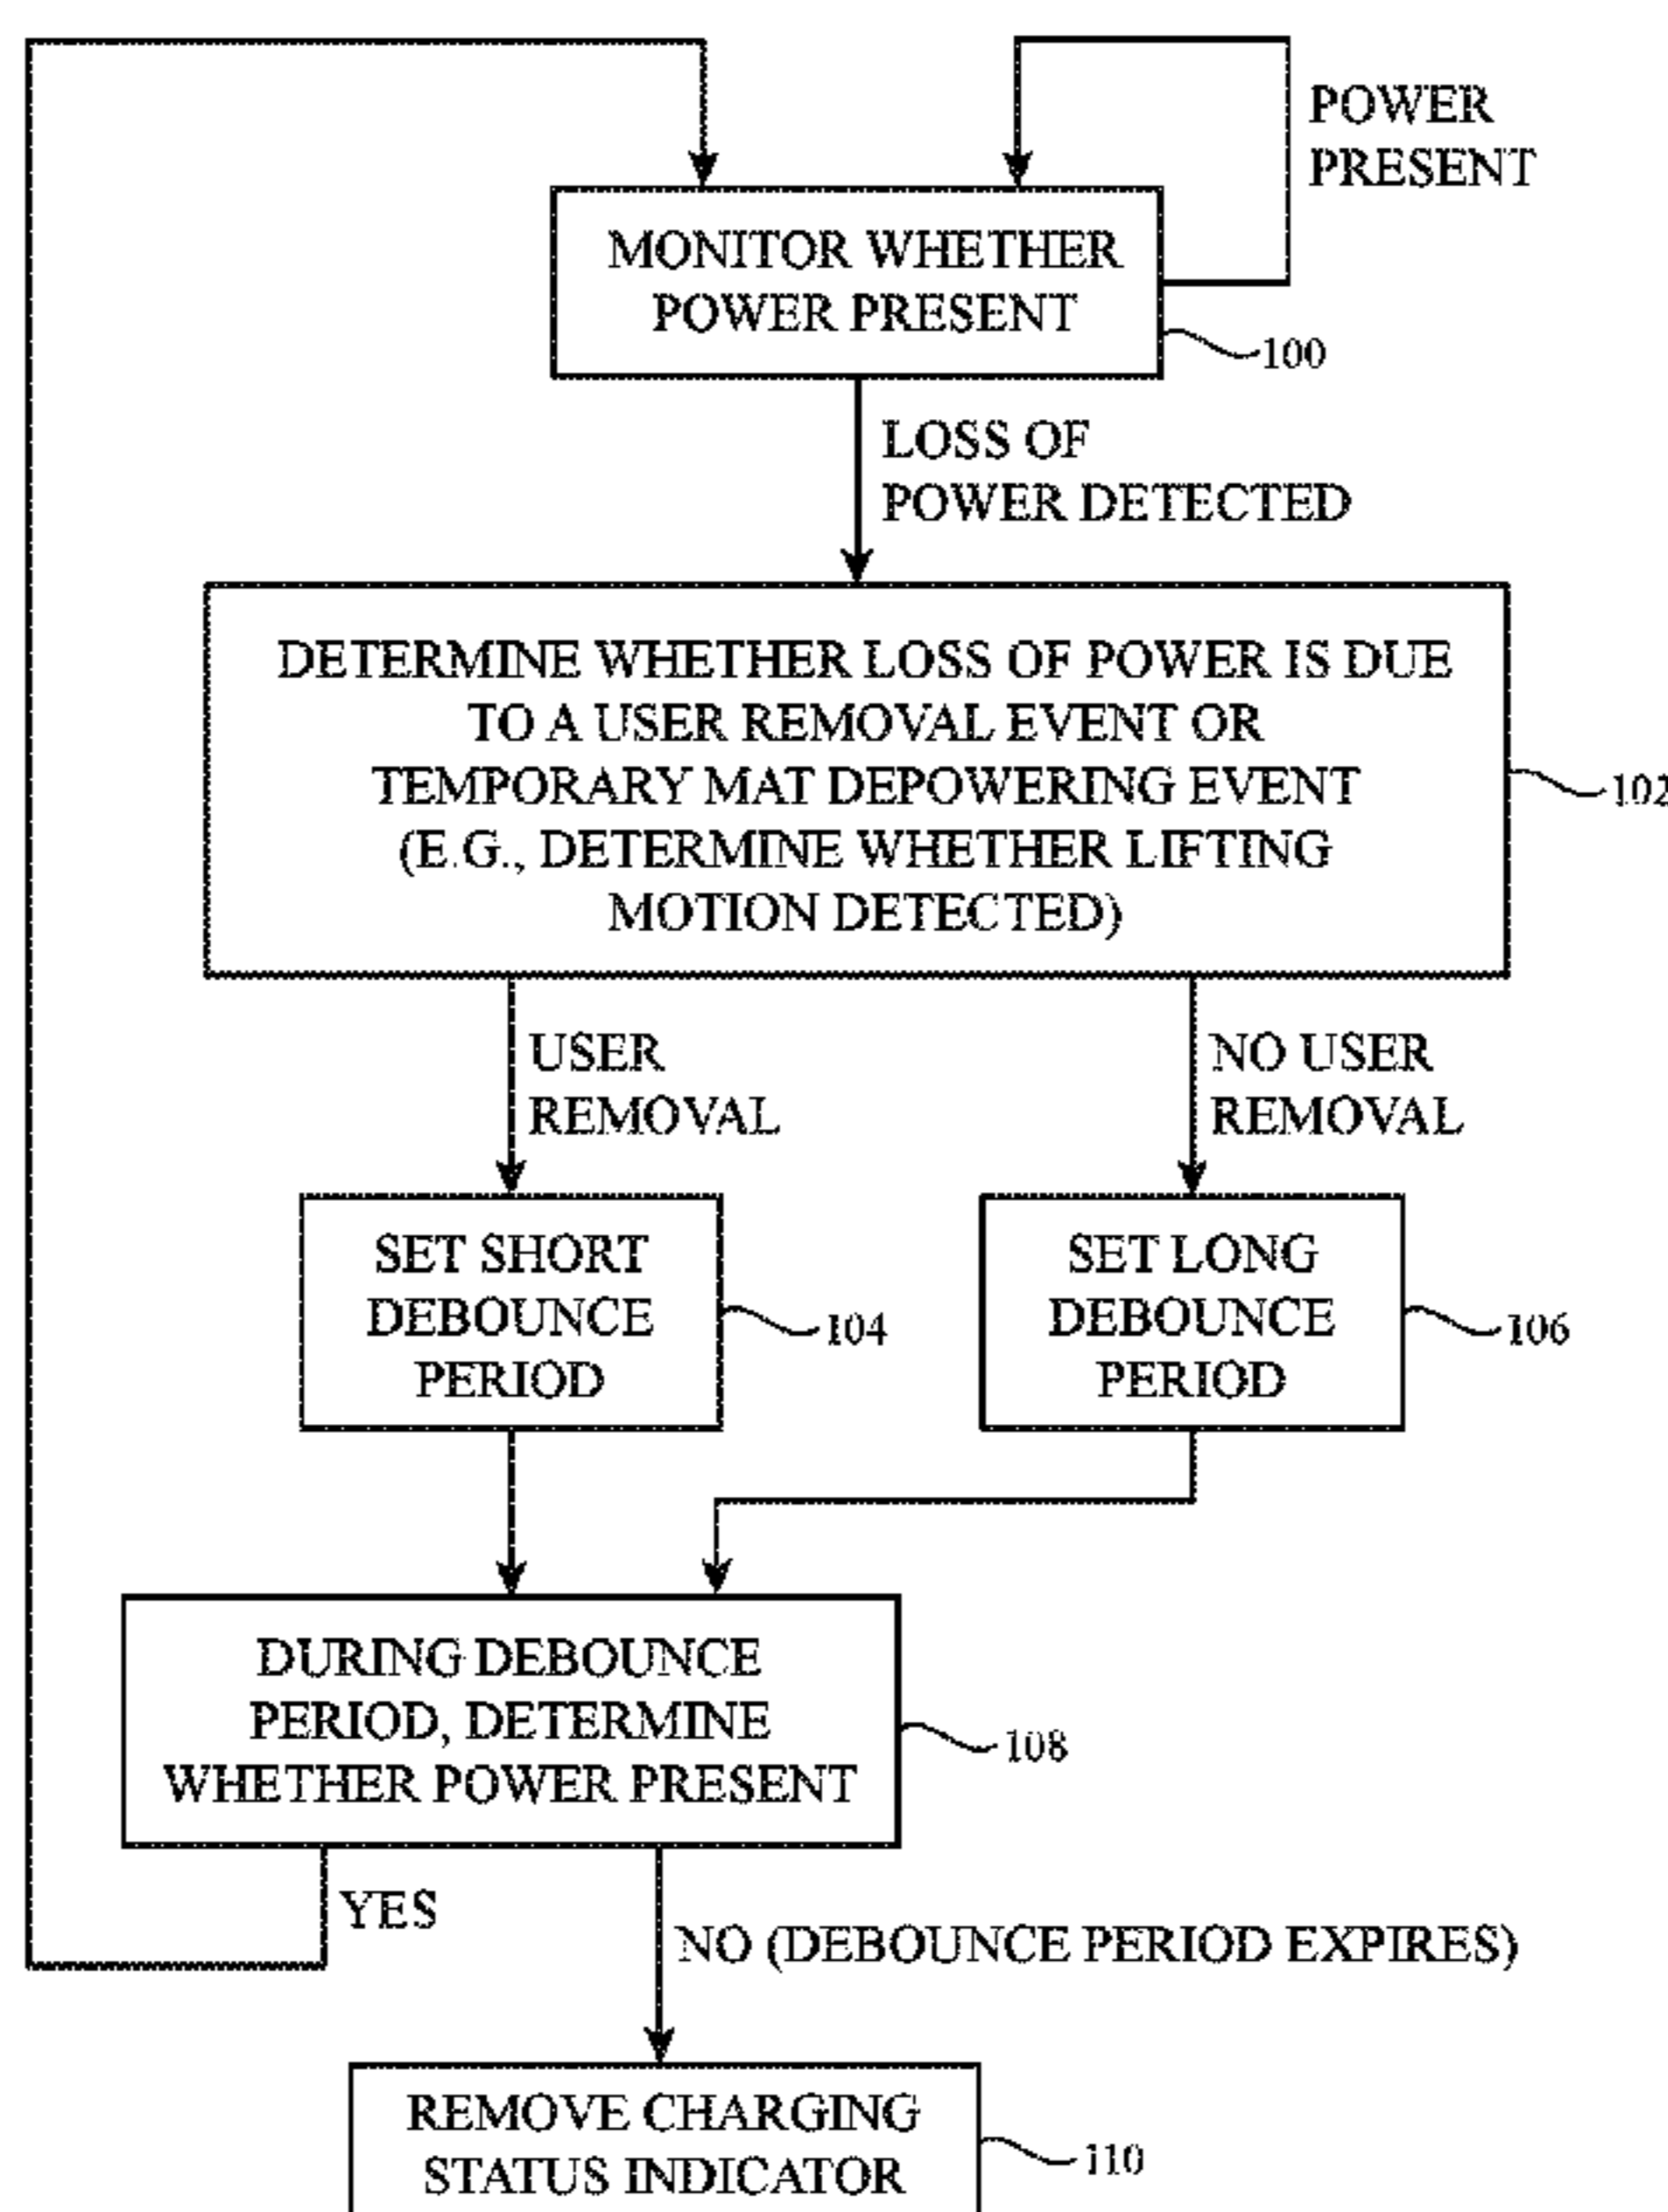 POWER
PRESENT
MONITOR WHETHER
POWER PRESENT
100
LOSS OF
POWER DETECTED
DETERMINE WHETHER LOSS OF POWER IS DUE
TO A USER REMOVAL EVENT OR
TEMPORARY MAT DEPOWERING EVENT
(E.G., DETERMINE WHETHER LIFTING
MOTION DETECTED)
102
USER
REMOVAL
NO USER
REMOVAL
SET SHORT
DEBOUNCE
PERIOD
104
SET LONG
DEBOUNCE
PERIOD
106
DURING DEBOUNCE
PERIOD, DETERMINE
WHETHER POWER PRESENT
108
YES
NO (DEBOUNCE PERIOD EXPIRES)
REMOVE CHARGING
STATUS INDICATOR
110